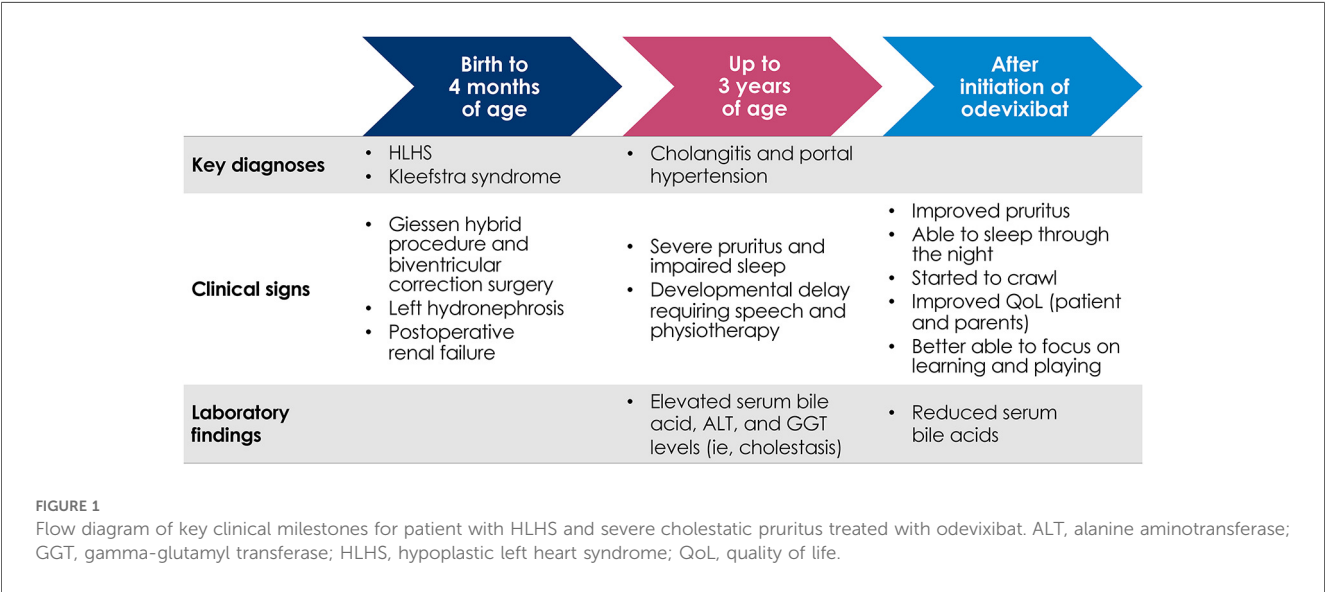 Birth to
4 months
of age
Up to
3 years
of age
After
initiation of
odevixibat
Key diagnoses
• HLHS
• Kleefstra syndrome
• Cholangitis and portal
hypertension
Clinical signs
• Giessen hybrid
procedure and
biventricular
correction surgery
• Left hydronephrosis
• Postoperative
renal failure
• Severe pruritus and
impaired sleep
• Developmental delay
requiring speech and
physiotherapy
• Improved pruritus
• Able to sleep through
the night
• Started to crawl
• Improved QoL (patient
and parents)
• Better able to focus on
learning and playing
Laboratory
findings
• Elevated serum bile
acid, ALT, and GGT
levels (ie, cholestasis)
• Reduced serum
bile acids
FIGURE 1
Flow diagram of key clinical milestones for patient with HLHS and severe cholestatic pruritus treated with odevixibat. ALT, alanine aminotransferase;
GGT, gamma-glutamyl transferase; HLHS, hypoplastic left heart syndrome; QoL, quality of life.